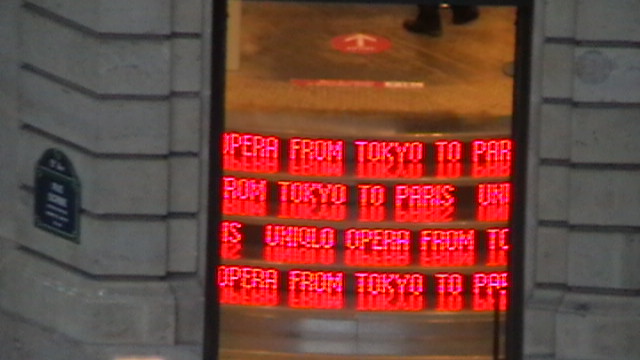 OPERA FROM TOKYO TO PAR
ROM TOKYO TO PARIS UNI
IS UNIQLO OPERA FROM TO
OPERA FROM TOKYO TO PAR